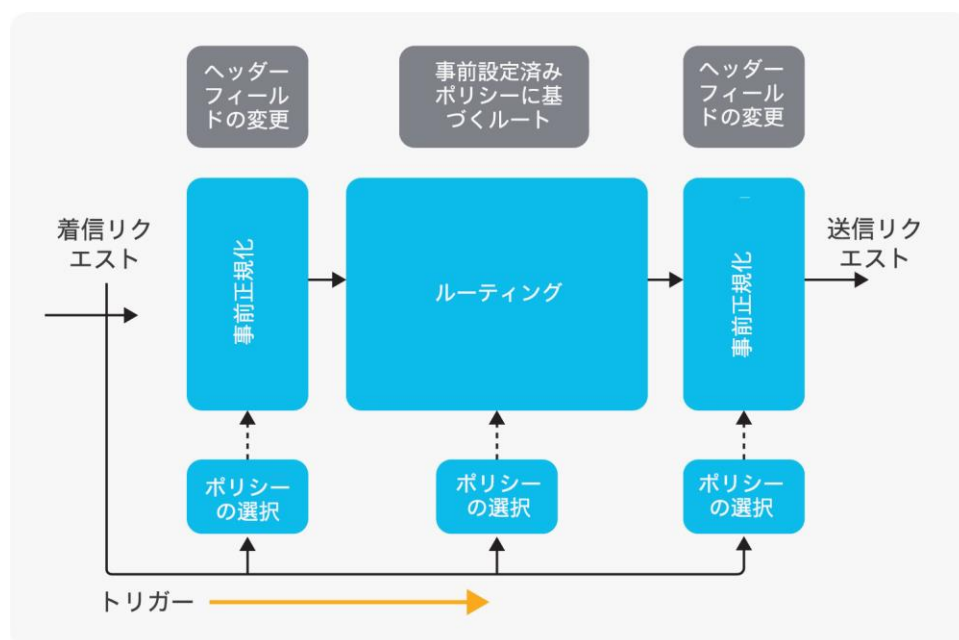 ヘッダー
フィール
ドの変更
事前設定済み
ポリシーに基
づくルート
ヘッダー
フィール
ドの変更
着信リク
エスト
事前正規化
ルーティング
事前正規化
送信リク
エスト
ポリシー
の選択
ポリシー
の選択
ポリシー
の選択
トリガー